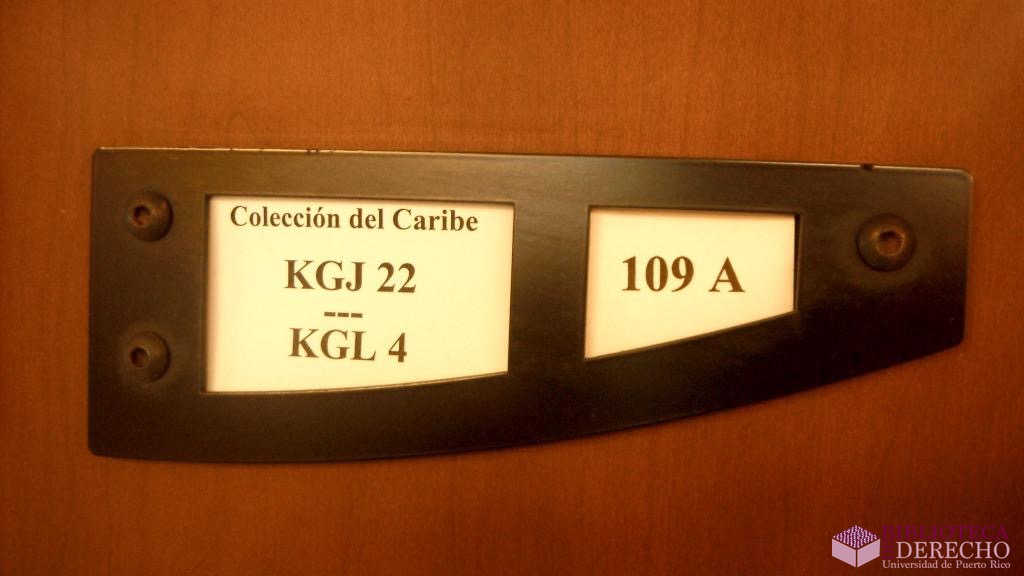 Colección del Caribe
KGJ 22
---
KGL 4
109 A
BIBLIOTECA
DERECHO
Universidad de Puerto Rico